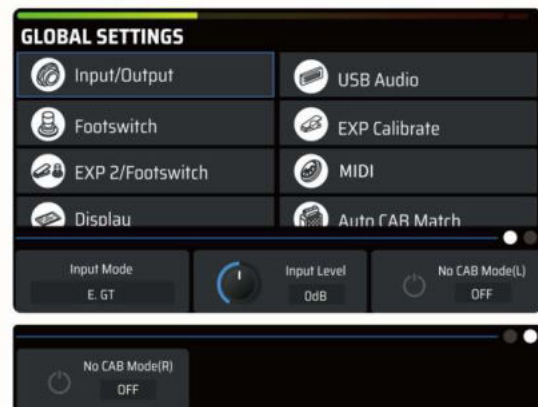 GLOBAL SETTINGS
Input/Output
USB Audio
Footswitch
EXP Calibrate
EXP 2/Footswitch
MIDI
Display
Auto CAB Match
Input Mode
E. GT
Input Level
0dB
No CAB Mode(L)
OFF
No CAB Mode(R)
OFF